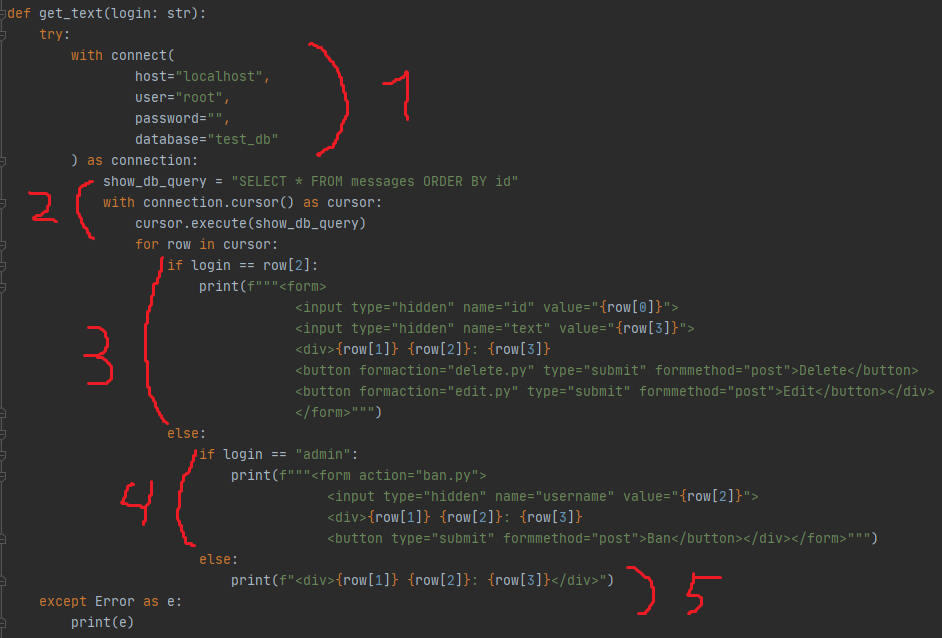 def get_text(login: str):
try:
with connect(
host="localhost",
user="root",
password="",
database="test_db"
) as connection:
1
show_db_query = "SELECT * FROM messages ORDER BY id"
with connection.cursor() as cursor:
cursor.execute(show_db_query)
2
for row in cursor:
if login == row[2]:
print(f"""<form>
<input type="hidden" name="id" value="{row[0]}">
<input type="hidden" name="text" value="{row[3]}">
<div>{row[1]} {row[2]}: {row[3]}
<button formaction="delete.py" type="submit" formmethod="post">Delete</button>
<button formaction="edit.py" type="submit" formmethod="post">Edit</button></div>
</form>""")
3
else:
if login == "admin":
print(f"""<form action="ban.py">
<input type="hidden" name="username" value="{row[2]}">
<div>{row[1]} {row[2]}: {row[3]}
<button type="submit" formmethod="post">Ban</button></div></form>""")
4
else:
print(f"<div>{row[1]} {row[2]}: {row[3]}</div>")
5
except Error as e:
print(e)